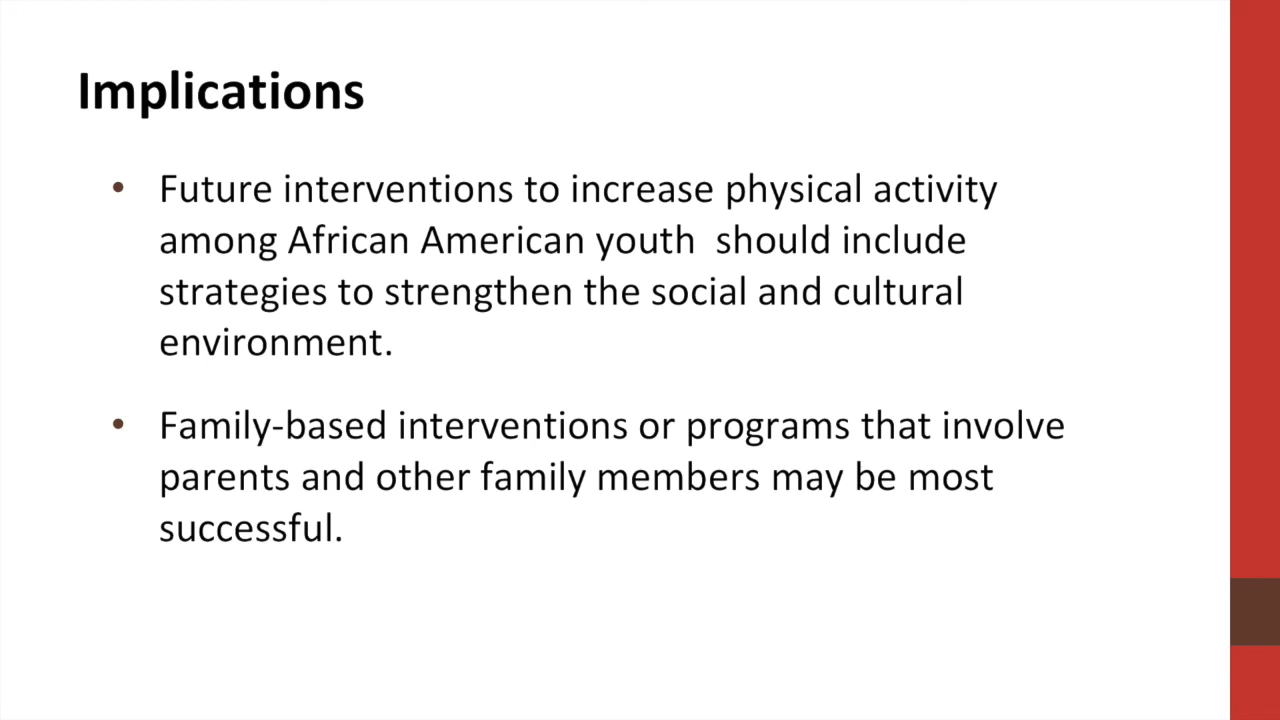 Implications
• Future interventions to increase physical activity
among African American youth  should include
strategies to strengthen the social and cultural
environment.
• Family-based interventions or programs that involve
parents and other family members may be most
successful.